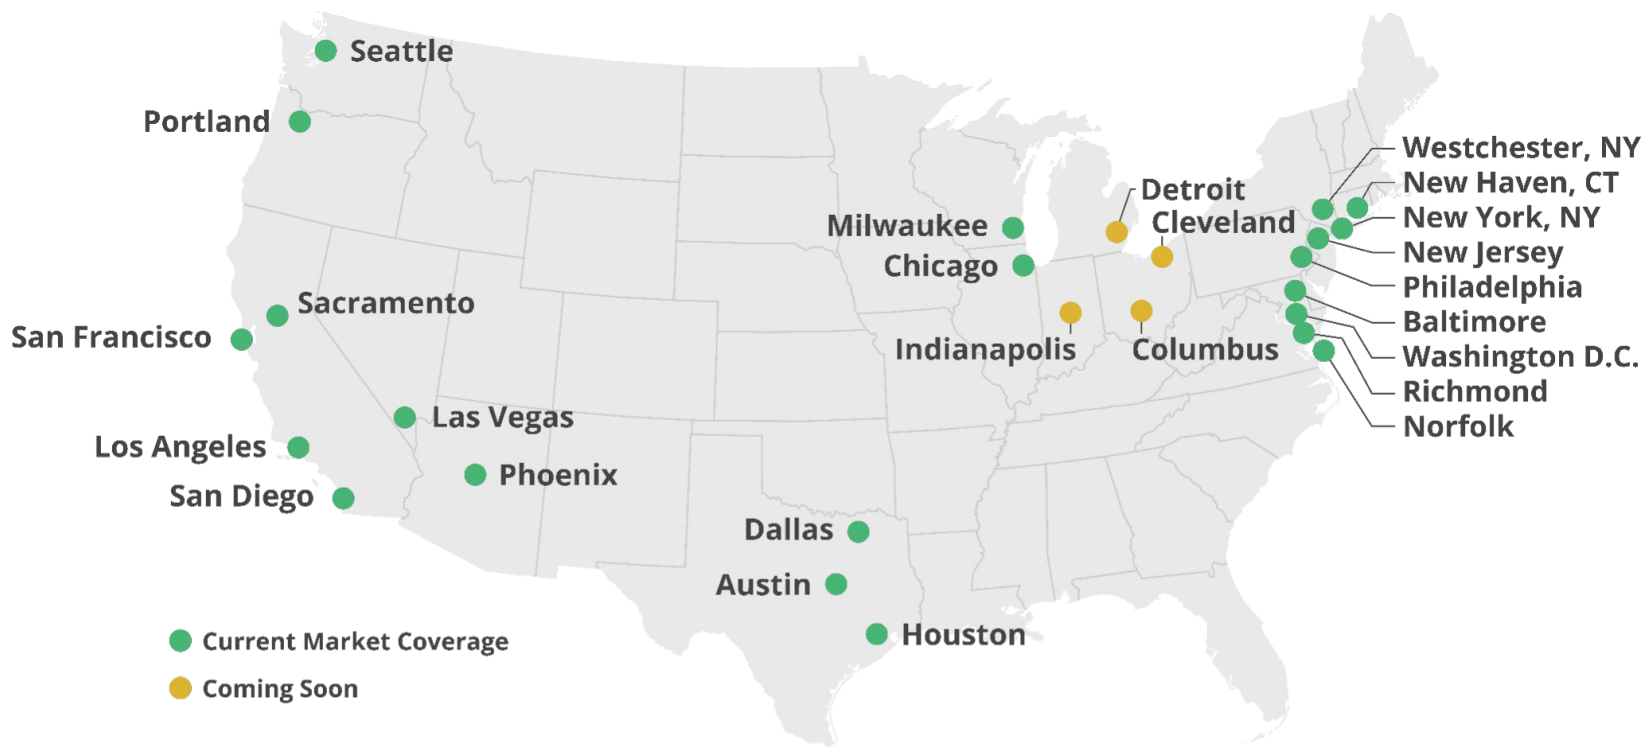 Seattle
Portland
Sacramento
San Francisco
Las Vegas
Los Angeles
Phoenix
San Diego
Dallas
Austin
Houston
Milwaukee
Chicago
Detroit
Cleveland
Indianapolis
Columbus
Westchester, NY
New Haven, CT
New York, NY
New Jersey
Philadelphia
Baltimore
Washington D.C.
Richmond
Norfolk
Current Market Coverage
Coming Soon